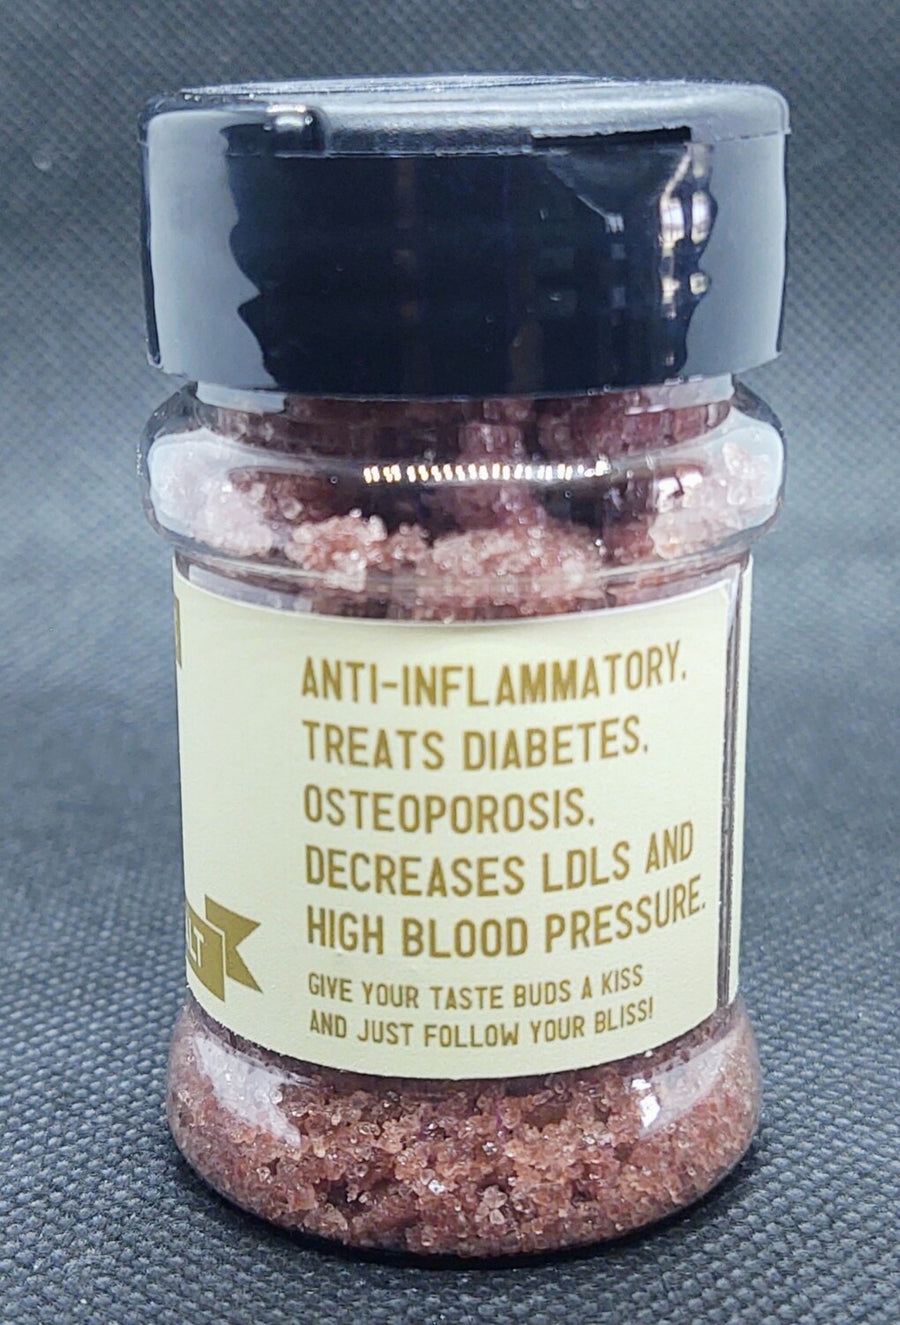 ANTI-INFLAMMATORY,
TREATS DIABETES,
OSTEOPOROSIS,
DECREASES LDLS AND
HIGH BLOOD PRESSURE.
GIVE YOUR TASTE BUDS A KISS
AND JUST FOLLOW YOUR BLISS!